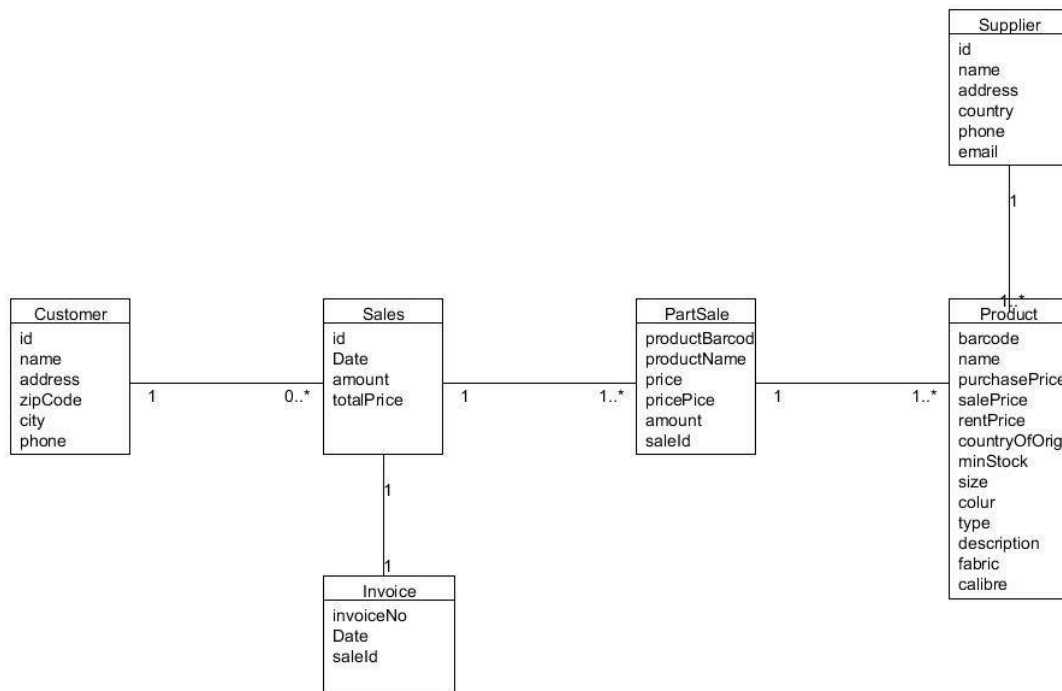 Supplier
id
name
address
country
phone
email
1
1..*
Customer
id
name
address
zipCode
city
phone
1
0..*
Sales
id
Date
amount
totalPrice
1
1..*
PartSale
productBarcod
productName
price
pricePice
amount
saleId
1
1..*
Product
barcode
name
purchasePrice
salePrice
rentPrice
countryOfOrig
minStock
size
colur
type
description
fabric
calibre
1
1
Invoice
invoiceNo
Date
saleId